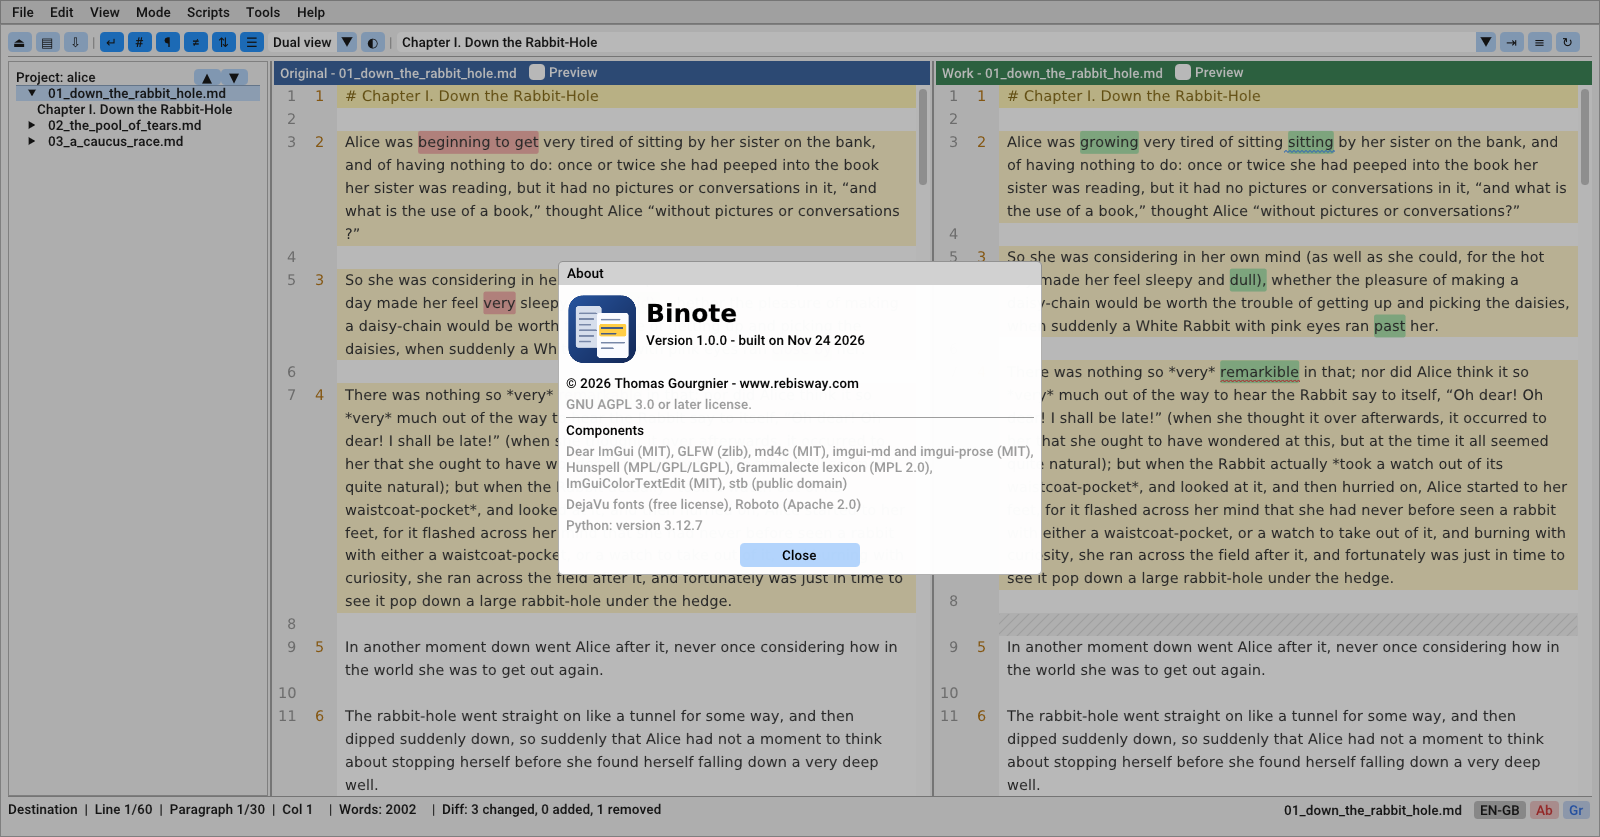 File Edit View Mode Scripts Tools Help
Dual view Chapter I. Down the Rabbit-Hole
Project: alice
01_down_the_rabbit_hole.md
Chapter I. Down the Rabbit-Hole
02_the_pool_of_tears.md
03_a_caucus_race.md
Original - 01_down_the_rabbit_hole.md Preview
1 1 # Chapter I. Down the Rabbit-Hole
2
3 2 Alice was beginning to get very tired of sitting by her sister on the bank,
and of having nothing to do: once or twice she had peeped into the book
her sister was reading, but it had no pictures or conversations in it, “and
what is the use of a book,” thought Alice “without pictures or conversations
?”
4
5 3 So she was considering in he
day made her feel very sleep
a daisy-chain would be worth
daisies, when suddenly a Wh
6
7 4 There was nothing so *very*
*very* much out of the way t
dear! I shall be late!” (when s
her that she ought to have w
quite natural); but when the
waistcoat-pocket*, and looke
feet, for it flashed across her
with either a waistcoat-pocke
curiosity, she ran across the field after it, and fortunately was just in time to
see it pop down a large rabbit-hole under the hedge.
8
9 5 In another moment down went Alice after it, never once considering how in
the world she was to get out again.
10
11 6 The rabbit-hole went straight on like a tunnel for some way, and then
dipped suddenly down, so suddenly that Alice had not a moment to think
about stopping herself before she found herself falling down a very deep
well.
Work - 01_down_the_rabbit_hole.md Preview
1 1 # Chapter I. Down the Rabbit-Hole
2
3 2 Alice was growing very tired of sitting sitting by her sister on the bank, and
of having nothing to do: once or twice she had peeped into the book her
sister was reading, but it had no pictures or conversations in it, “and what is
the use of a book,” thought Alice “without pictures or conversations?”
4
5 3 So she was considering in her own mind (as well as she could, for the hot
made her feel sleepy and dull), whether the pleasure of making a
-chain would be worth the trouble of getting up and picking the daisies,
suddenly a White Rabbit with pink eyes ran past her.
was nothing so *very* remarkible in that; nor did Alice think it so
* much out of the way to hear the Rabbit say to itself, “Oh dear! Oh
! I shall be late!” (when she thought it over afterwards, it occurred to
hat she ought to have wondered at this, but at the time it all seemed
natural); but when the Rabbit actually *took a watch out of its
tcoat-pocket*, and looked at it, and then hurried on, Alice started to her
for it flashed across her mind that she had never before seen a rabbit
either a waistcoat-pocket, or a watch to take out of it, and burning with
sity, she ran across the field after it, and fortunately was just in time to
see it pop down a large rabbit-hole under the hedge.
8
9 5 In another moment down went Alice after it, never once considering how in
the world she was to get out again.
10
11 6 The rabbit-hole went straight on like a tunnel for some way, and then
dipped suddenly down, so suddenly that Alice had not a moment to think
about stopping herself before she found herself falling down a very deep
well.
About
Binote
Version 1.0.0 - built on Nov 24 2026
© 2026 Thomas Gourgnier - www.rebisway.com
GNU AGPL 3.0 or later license.
Components
Dear ImGui (MIT), GLFW (zlib), md4c (MIT), imgui-md and imgui-prose (MIT),
Hunspell (MPL/GPL/LGPL), Grammalecte lexicon (MPL 2.0),
ImGuiColorTextEdit (MIT), stb (public domain)
DejaVu fonts (free license), Roboto (Apache 2.0)
Python: version 3.12.7
Close
Destination | Line 1/60 | Paragraph 1/30 | Col 1 | Words: 2002 | Diff: 3 changed, 0 added, 1 removed 01_down_the_rabbit_hole.md EN-GB Ab Gr